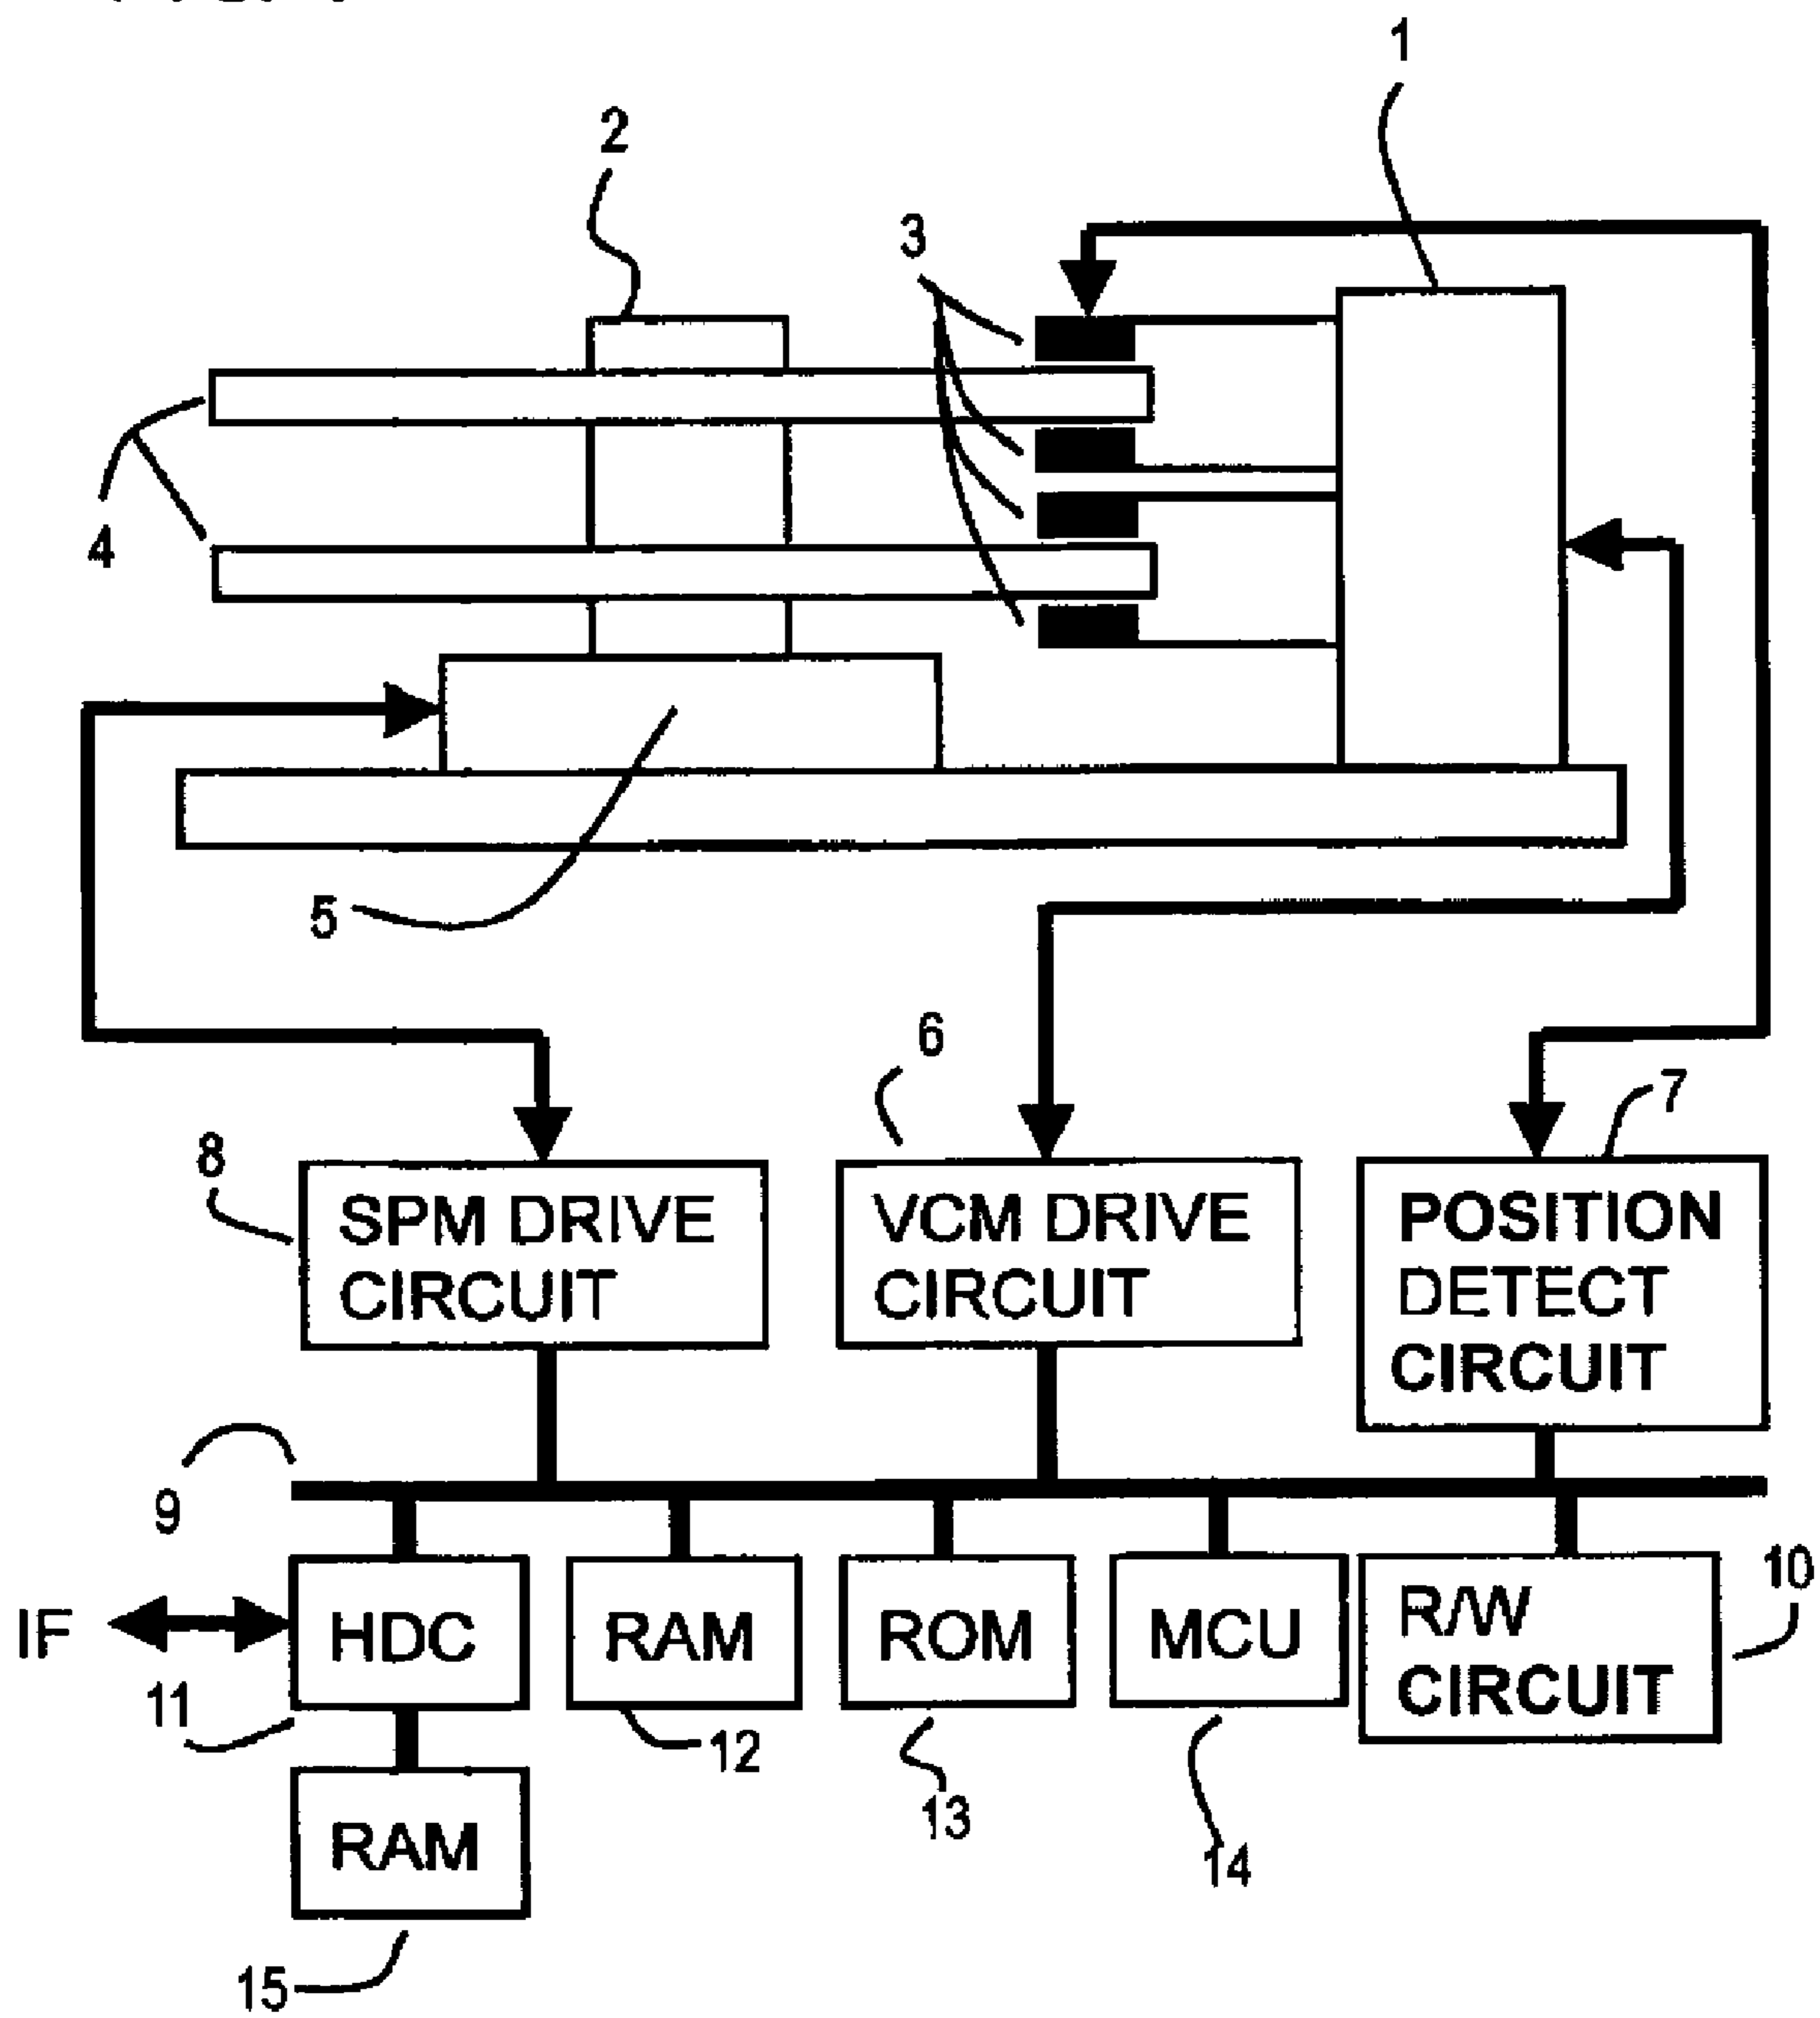 1
2
3
4
5
6
7
8
SPM DRIVE
CIRCUIT
VCM DRIVE
CIRCUIT
POSITION
DETECT
CIRCUIT
9
10
IF
HDC
RAM
ROM
MCU
R/W
CIRCUIT
11
12
13
14
RAM
15